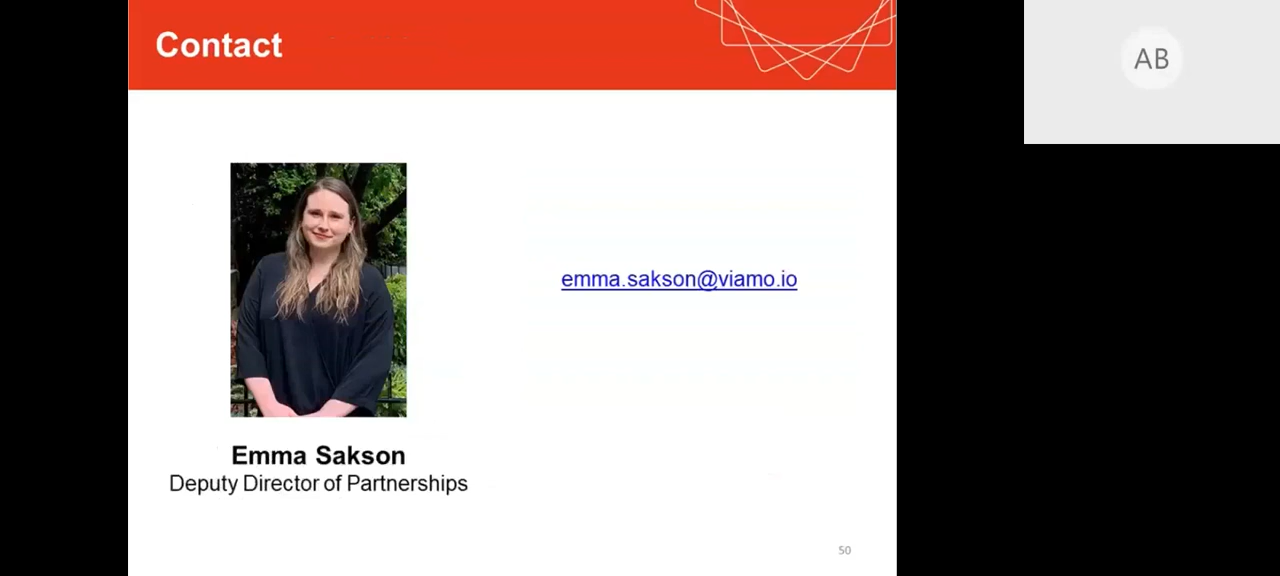 Contact
AB
emma.sakson@viamo.io
Emma Sakson
Deputy Director of Partnerships
50